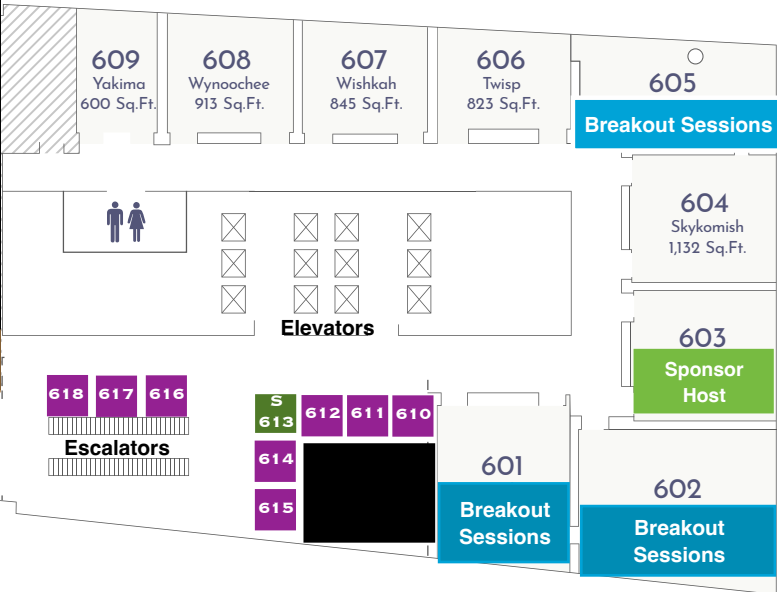 609
Yakima
600 Sq.Ft.
608
Wynoochee
913 Sq.Ft.
607
Wishkah
845 Sq.Ft.
606
Twisp
823 Sq.Ft.
605
Breakout Sessions
604
Skykomish
1,132 Sq.Ft.
Elevators
603
Sponsor
Host
618
617
616
S
613
612
611
610
Escalators
614
615
601
Breakout
Sessions
602
Breakout
Sessions